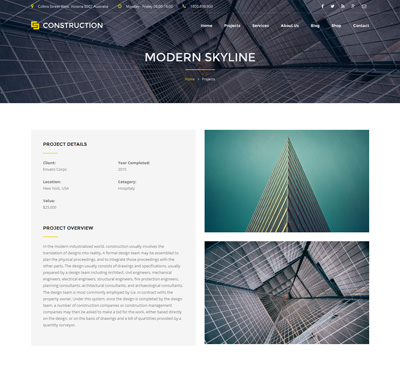 Collins Street West, Victoria 8007, Australia
Monday - Friday 09:00-19:00
1800.899.900
CONSTRUCTION
Home Projects Services About Us Blog Shop Contact
MODERN SKYLINE
Home > Projects
PROJECT DETAILS
Client: Year Completed:
Envato Corps 2015
Location: Category:
New York, USA Hospitality
Value:
$25,000
PROJECT OVERVIEW
In the modern industrialized world, construction usually involves the
translation of designs into reality. A formal design team may be assembled to
plan the physical proceedings, and to integrate those proceedings with the
other parts. The design usually consists of drawings and specifications, usually
prepared by a design team including architect, civil engineers, mechanical
engineers, electrical engineers, structural engineers, fire protection engineers,
planning consultants, architectural consultants, and archaeological consultants.
The design team is most commonly employed by (i.e. in contract with) the
property owner. Under this system, once the design is completed by the design
team, a number of construction companies or construction management
companies may then be asked to make a bid for the work, either based directly
on the design, or on the basis of drawings and a bill of quantities provided by a
quantity surveyor.